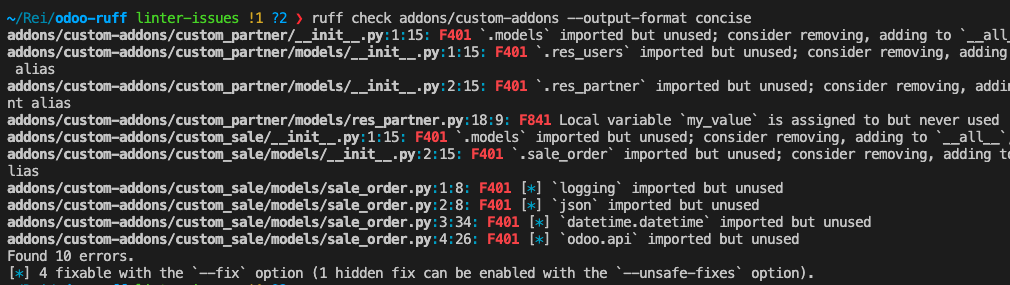 ~/Rei/odoo-ruff linter-issues !1 ?2 ❯ ruff check addons/custom-addons --output-format concise
addons/custom-addons/custom_partner/__init__.py:1:15: F401 `.models` imported but unused; consider removing, adding to `__all_
addons/custom-addons/custom_partner/models/__init__.py:1:15: F401 `.res_users` imported but unused; consider removing, adding
alias
addons/custom-addons/custom_partner/models/__init__.py:2:15: F401 `.res_partner` imported but unused; consider removing, addi
nt alias
addons/custom-addons/custom_partner/models/res_partner.py:18:9: F841 Local variable `my_value` is assigned to but never used
addons/custom-addons/custom_sale/__init__.py:1:15: F401 `.models` imported but unused; consider removing, adding to `__all__`
addons/custom-addons/custom_sale/models/__init__.py:2:15: F401 `.sale_order` imported but unused; consider removing, adding to
lias
addons/custom-addons/custom_sale/models/sale_order.py:1:8: F401 [*] `logging` imported but unused
addons/custom-addons/custom_sale/models/sale_order.py:2:8: F401 [*] `json` imported but unused
addons/custom-addons/custom_sale/models/sale_order.py:3:34: F401 [*] `datetime.datetime` imported but unused
addons/custom-addons/custom_sale/models/sale_order.py:4:26: F401 [*] `odoo.api` imported but unused
Found 10 errors.
[*] 4 fixable with the `--fix` option (1 hidden fix can be enabled with the `--unsafe-fixes` option).